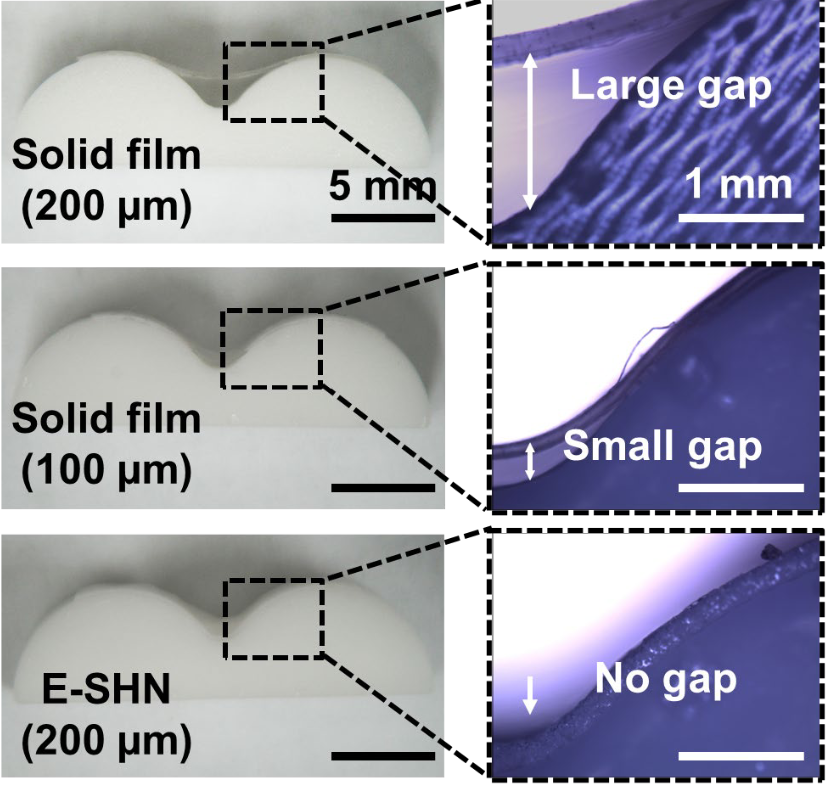 Solid film
(200 μm)
5 mm
Large gap
1 mm
Solid film
(100 μm)
Small gap
E-SHN
(200 μm)
No gap